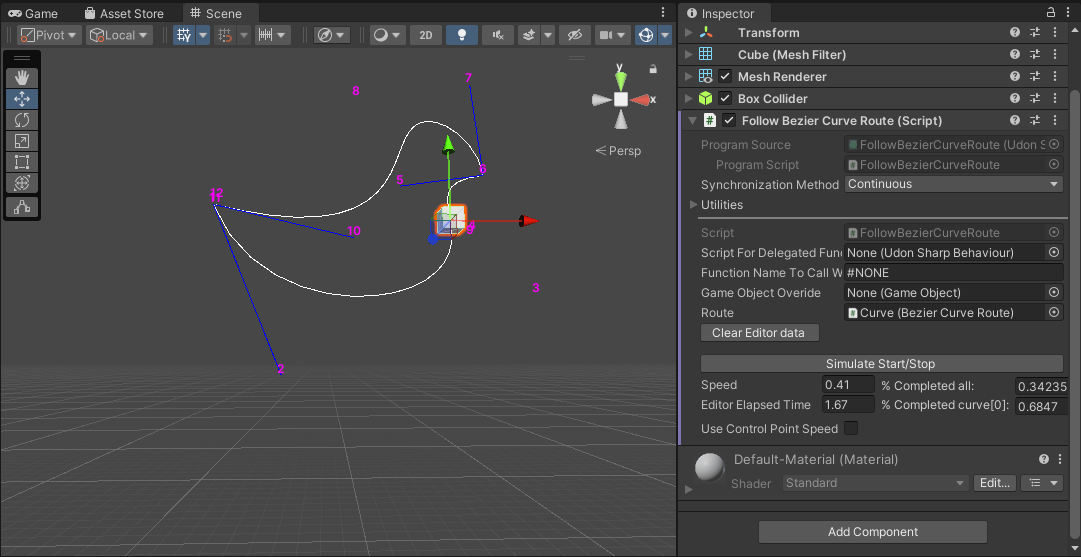 Game Asset Store Scene
Pivot Local 2D
7
8
y
x
Persp
6
5
12
10
3
2
Inspector
Transform
Cube (Mesh Filter)
Mesh Renderer
Box Collider
# Follow Bezier Curve Route (Script)
Program Source FollowBezierCurveRoute (Udon S
Program Script FollowBezierCurveRoute
Synchronization Method Continuous
Utilities
Script FollowBezierCurveRoute
Script For Delegated Func None (Udon Sharp Behaviour)
Function Name To Call W #NONE
Game Object Overide None (Game Object)
Route Curve (Bezier Curve Route)
Clear Editor data
Simulate Start/Stop
Speed 0.41 % Completed all: 0.34235
Editor Elapsed Time 1.67 % Completed curve[0]: 0.6847
Use Control Point Speed
Default-Material (Material)
Shader Standard Edit...
Add Component